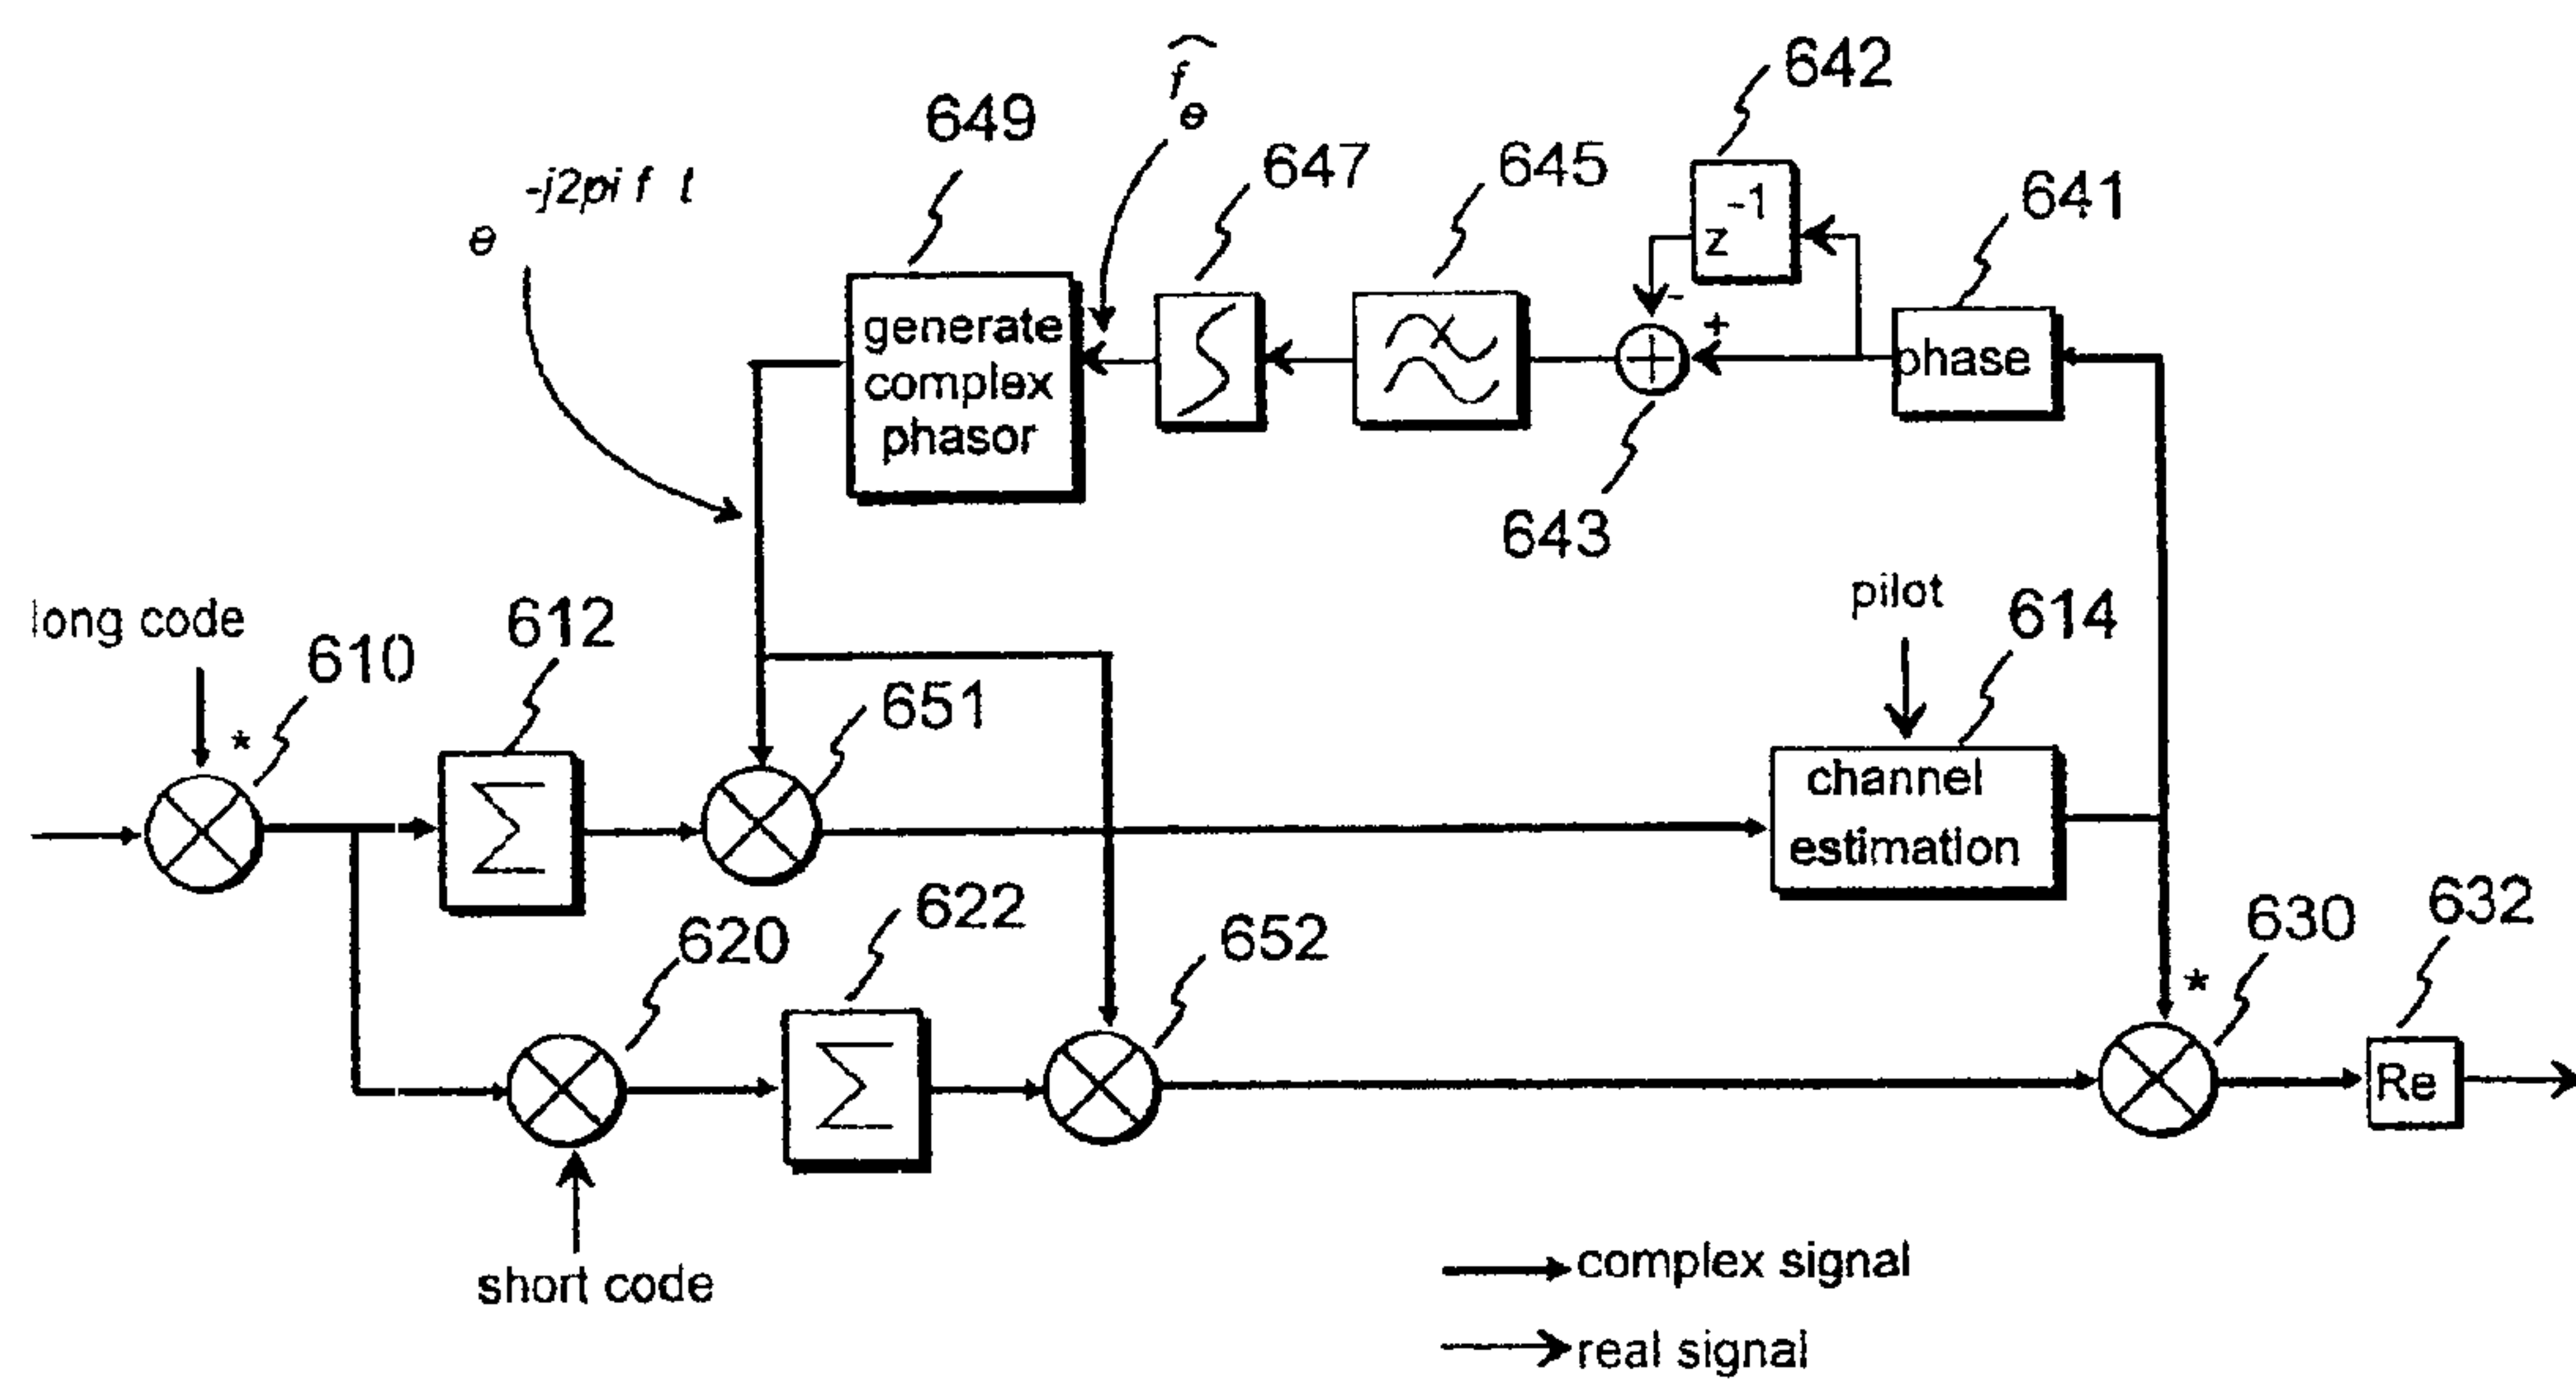 642
f
e
649
647
645
641
-j2pi f t
e
z -1
generate
complex
phasor
-
+
phase
643
pilot
long code
612
614
610
651
*
channel
estimation
620
622
652
630
632
*
Re
short code
complex signal
real signal